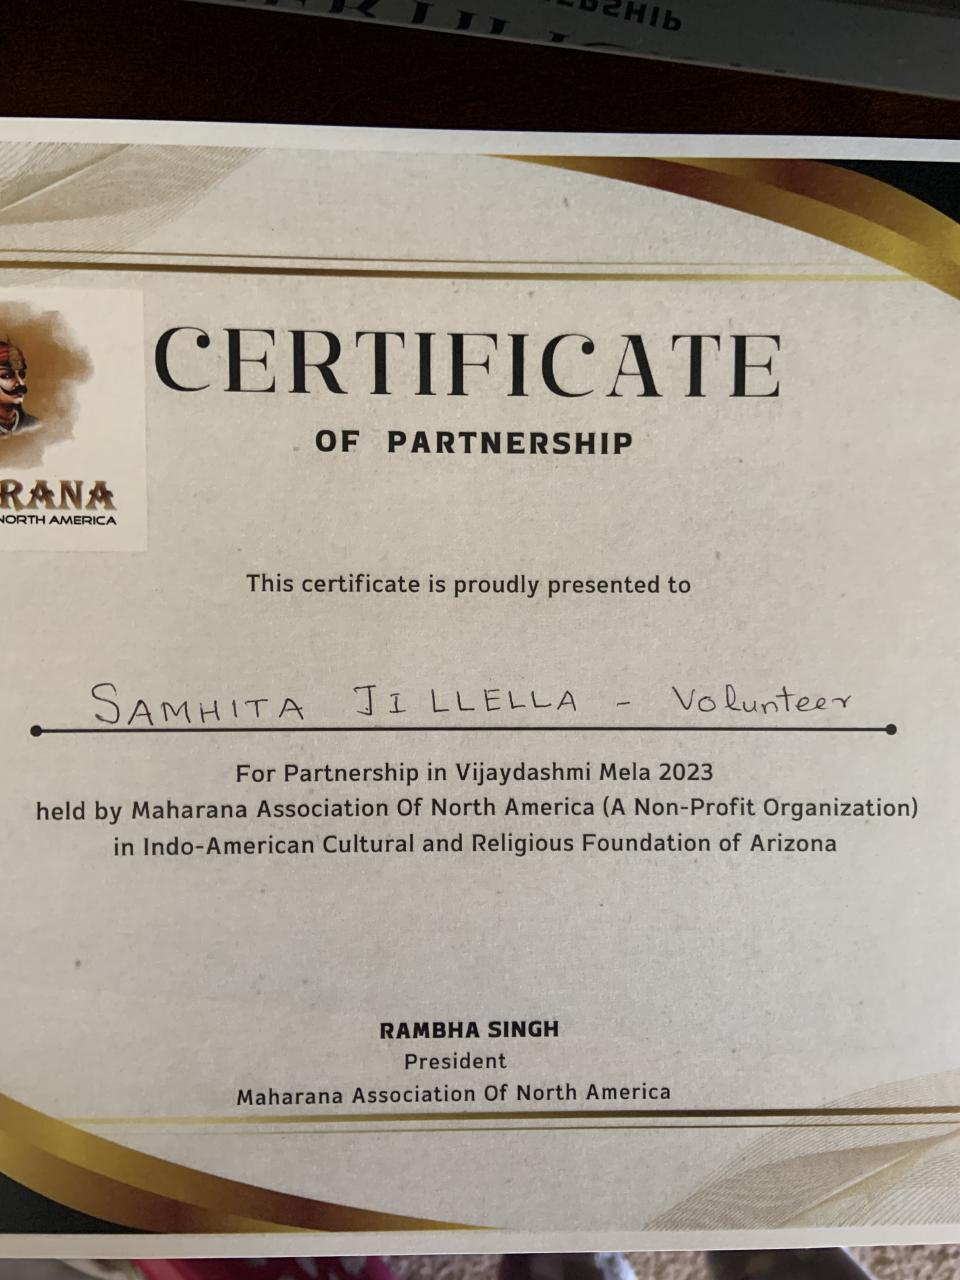 CERTIFICATE
OF PARTNERSHIP
RANA
NORTH AMERICA
This certificate is proudly presented to
SAMHITA JILLELLA - Volunteer
For Partnership in Vijaydashmi Mela 2023
held by Maharana Association Of North America (A Non-Profit Organization)
in Indo-American Cultural and Religious Foundation of Arizona
RAMBHA SINGH
President
Maharana Association Of North America